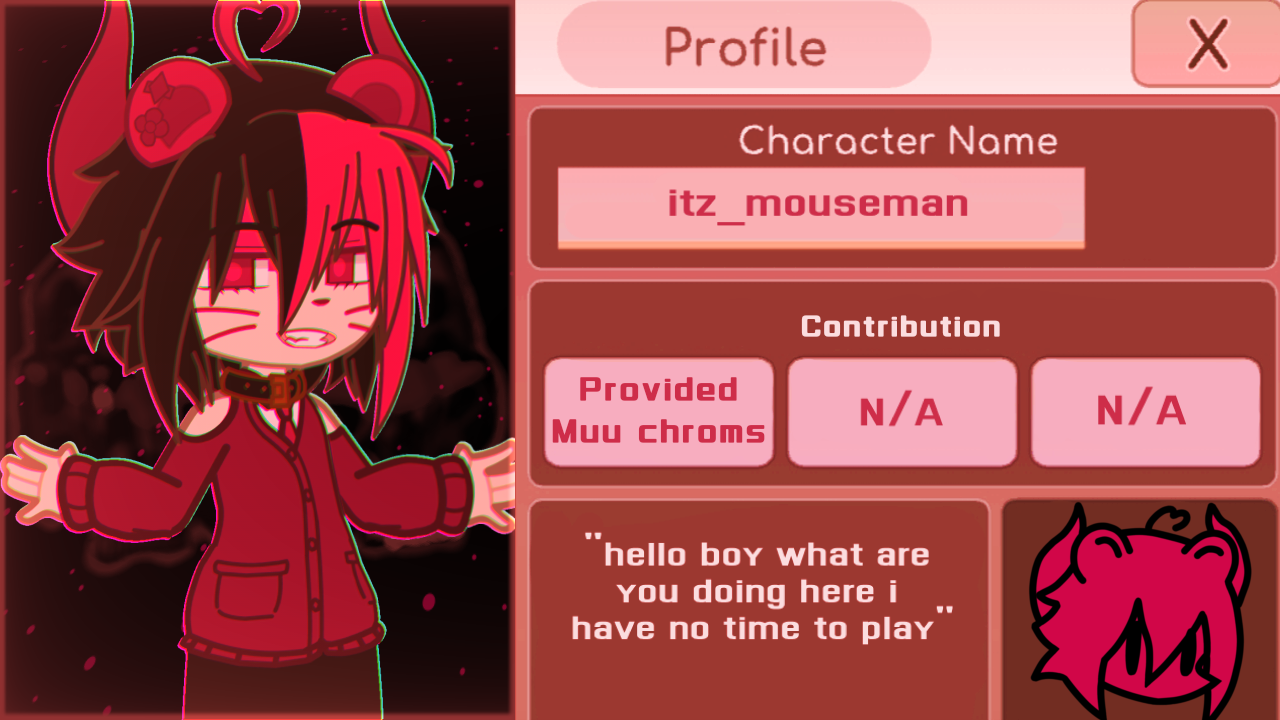 Profile
X
Character Name
itz_mouseman
Contribution
Provided
Muu chroms
N/A
N/A
"hello boy what are
you doing here i
have no time to play"